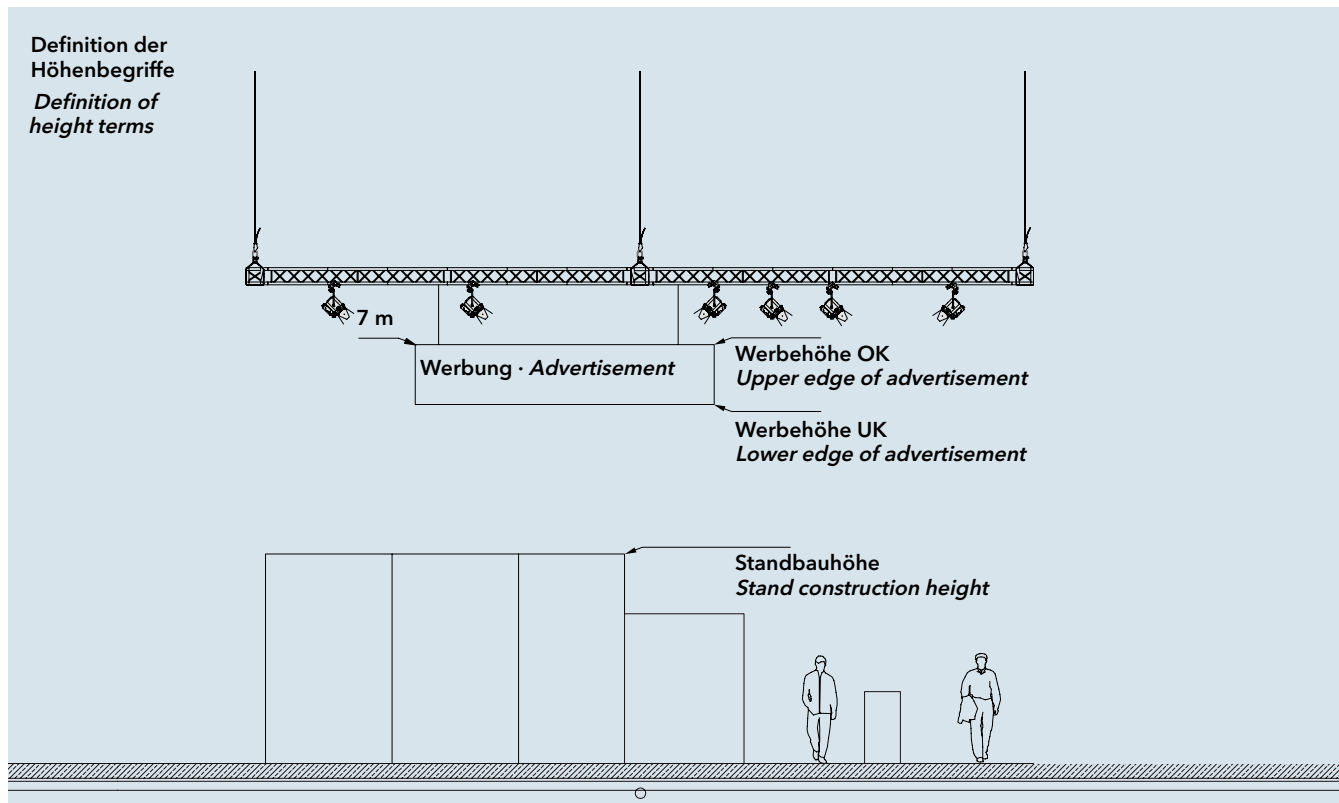 Definition der
Höhenbegriffe
Definition of
height terms
7 m
Werbung · Advertisement
Werbehöhe OK
Upper edge of advertisement
Werbehöhe UK
Lower edge of advertisement
Standbauhöhe
Stand construction height